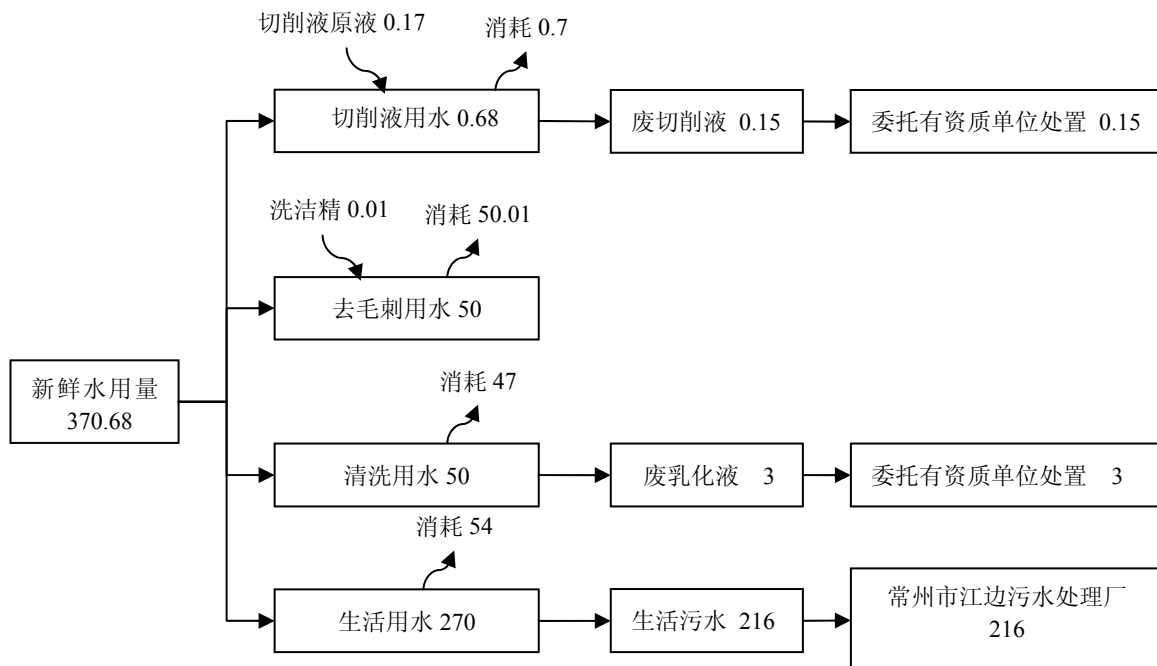 切削液原液 0.17
消耗 0.7
切削液用水 0.68
废切削液 0.15
委托有资质单位处置 0.15
洗洁精 0.01
消耗 50.01
去毛刺用水 50
新鲜水用量
370.68
消耗 47
清洗用水 50
废乳化液 3
委托有资质单位处置 3
消耗 54
生活用水 270
生活污水 216
常州市江边污水处理厂
216